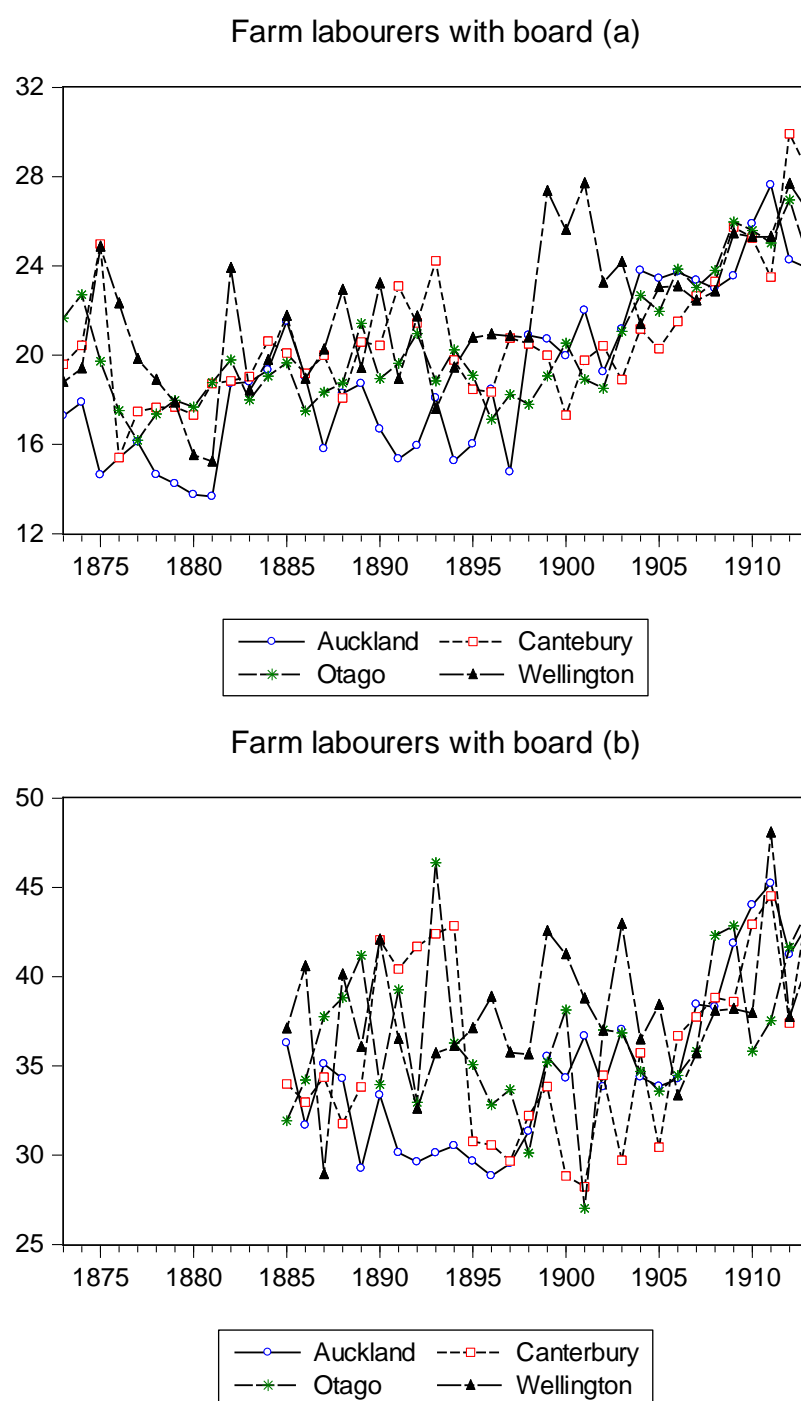 Farm labourers with board (a)
32
28
24
20
16
12
1875 1880 1885 1890 1895 1900 1905 1910
Auckland Cantebury
Otago Wellington
Farm labourers with board (b)
50
45
40
35
30
25
1875 1880 1885 1890 1895 1900 1905 1910
Auckland Canterbury
Otago Wellington